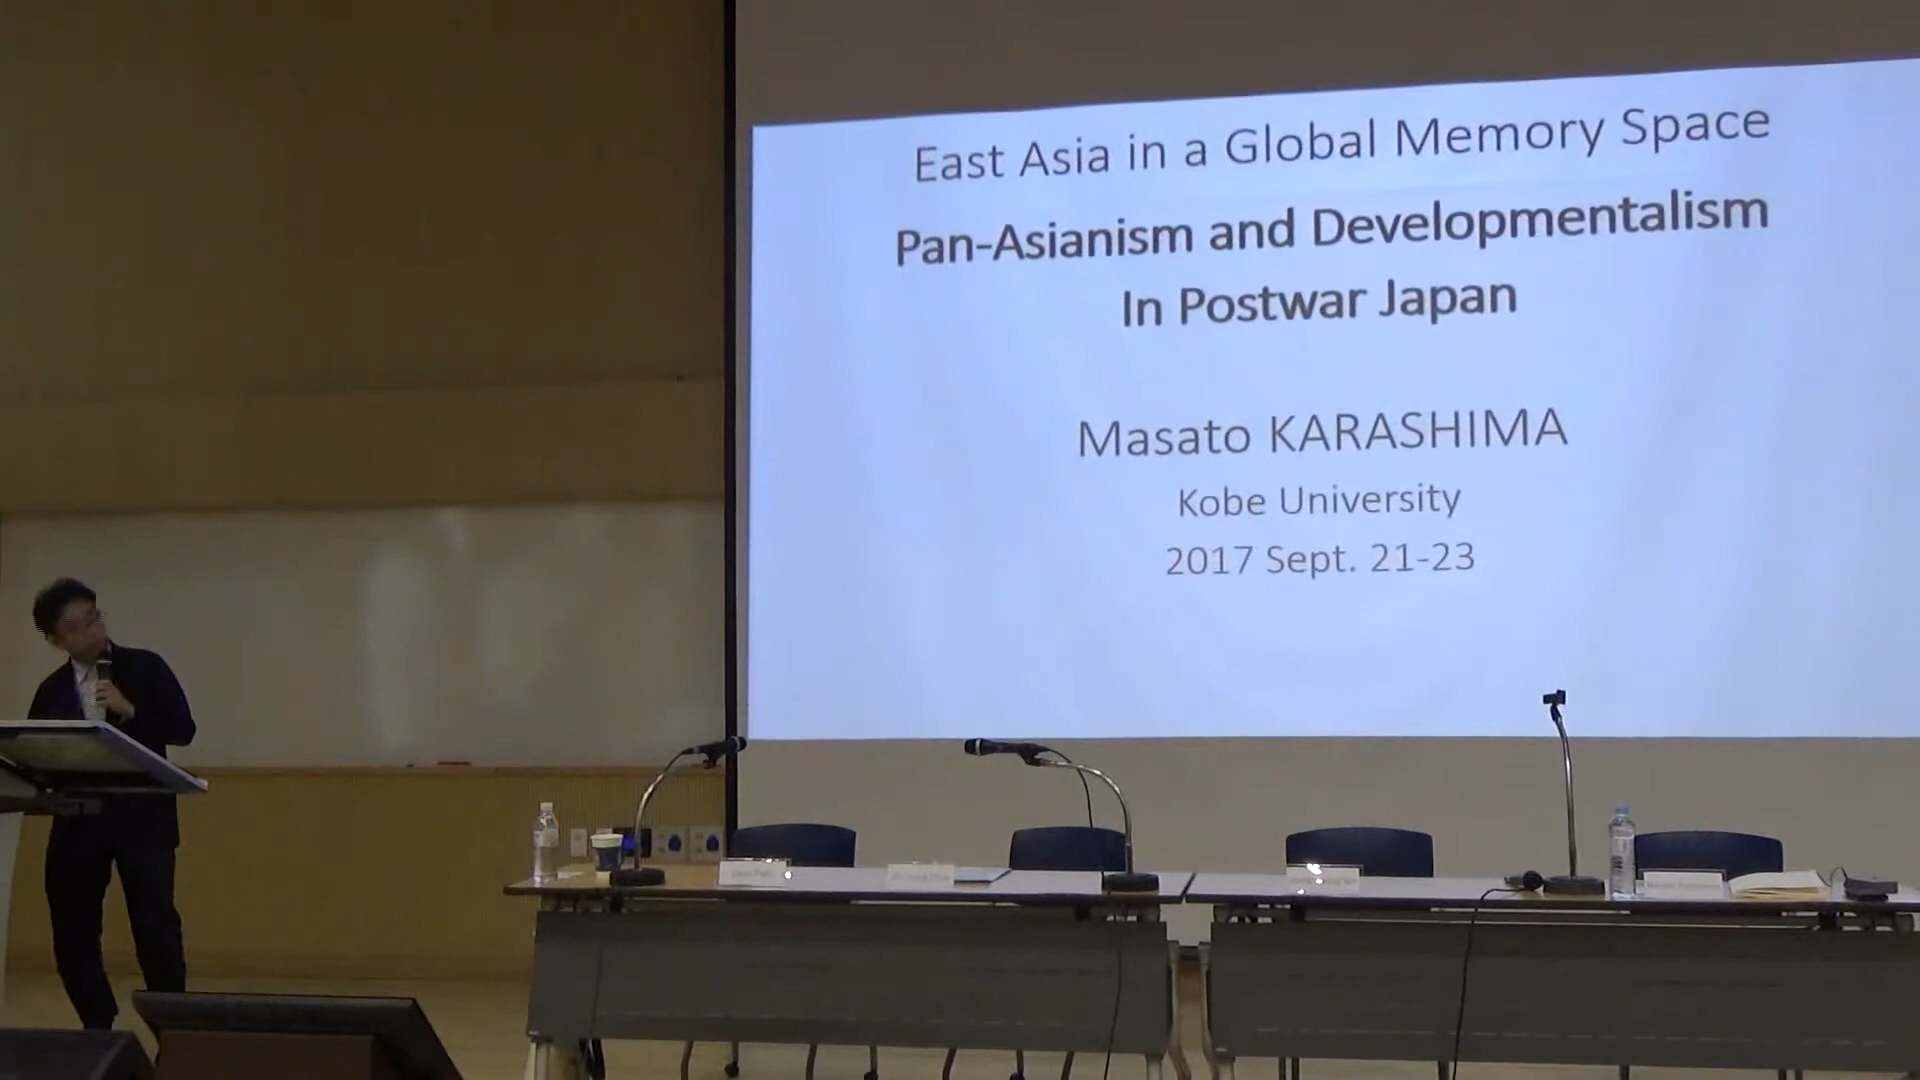 East Asia in a Global Memory Space
Pan-Asianism and Developmentalism
In Postwar Japan
Masato KARASHIMA
Kobe University
2017 Sept. 21-23